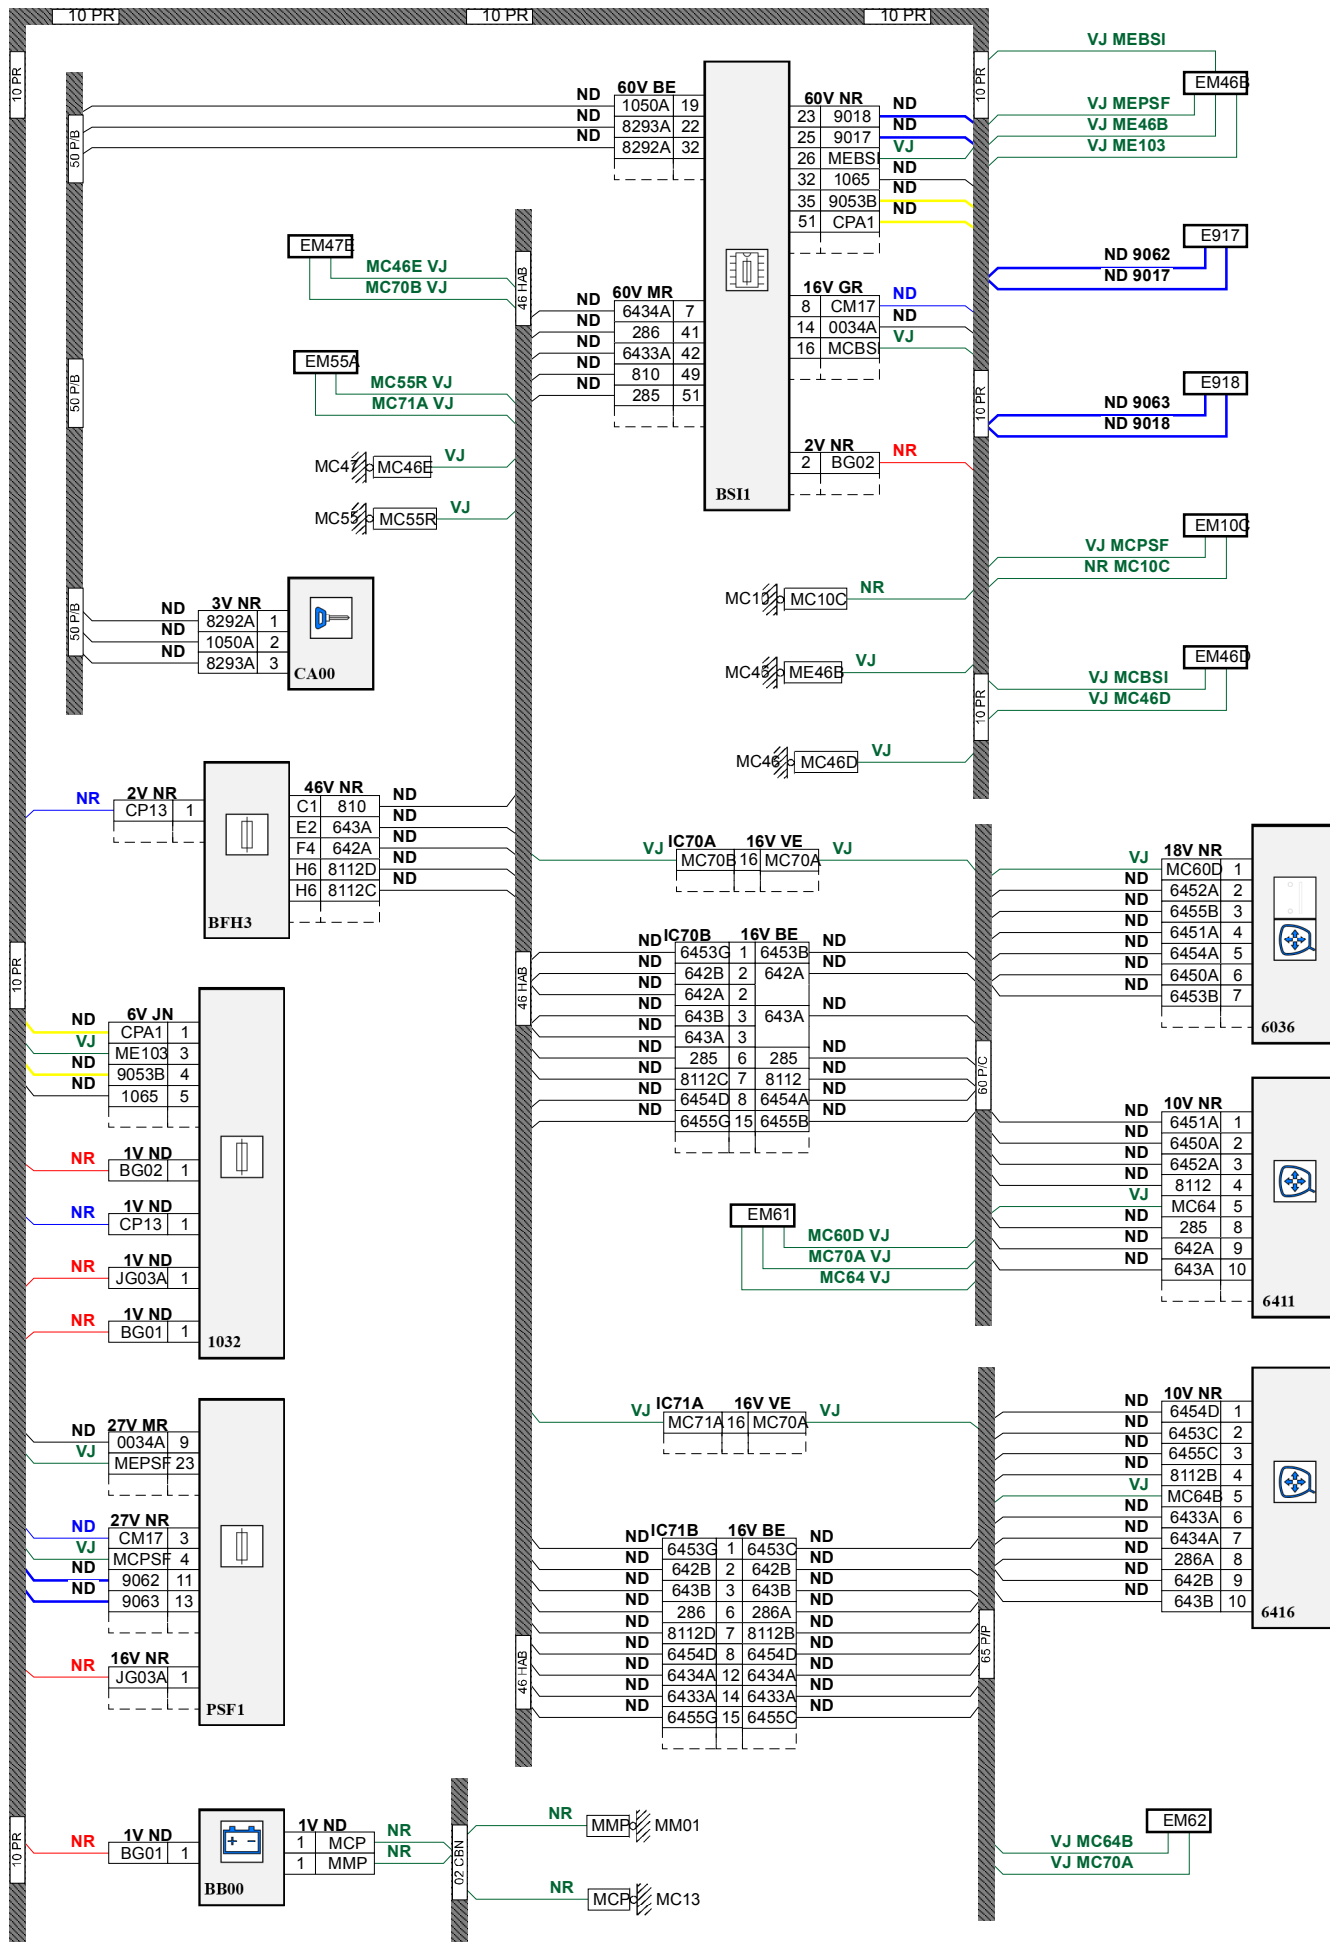 10 PR
10 PR
10 PR
10 PR
50 P/B
50 P/B
50 P/B
10 PR
10 PR
46 HAB
46 HAB
46 HAB
10 PR
10 PR
10 PR
60 P/C
65 P/P
02 CBN
60V BE
ND 1050A 19
ND 8293A 22
ND 8292A 32
60V NR
23 9018 ND
25 9017 ND
26 MEBSI VJ
32 1065 ND
35 9053B ND
51 CPA1 ND
60V MR
ND 6434A 7
ND 286 41
ND 6433A 42
ND 810 49
ND 285 51
16V GR
8 CM17 ND
14 0034A ND
16 MCBSI VJ
2V NR
2 BG02 NR
BSI1
VJ MEBSI
EM46B
VJ MEPSF
VJ ME46B
VJ ME103
E917
ND 9062
ND 9017
E918
ND 9063
ND 9018
EM10C
VJ MCPSF
NR MC10C
EM46D
VJ MCBSI
VJ MC46D
EM47E
MC46E VJ
MC70B VJ
EM55A
MC55R VJ
MC71A VJ
MC47 MC46E VJ
MC55 MC55R VJ
MC10 MC10C NR
MC45 ME46B VJ
MC46 MC46D VJ
3V NR
ND 8292A 1
ND 1050A 2
ND 8293A 3
CA00
2V NR
NR CP13 1
46V NR
C1 810 ND
E2 643A ND
F4 642A ND
H6 8112D ND
H6 8112C ND
BFH3
6V JN
ND CPA1 1
VJ ME103 3
ND 9053B 4
ND 1065 5
1V ND
NR BG02 1
1V ND
NR CP13 1
1V ND
NR JG03A 1
1V ND
NR BG01 1
1032
27V MR
ND 0034A 9
VJ MEPSF 23
27V NR
ND CM17 3
VJ MCPSF 4
ND 9062 11
ND 9063 13
16V NR
NR JG03A 1
PSF1
1V ND
NR BG01 1
1V ND
1 MCP NR
1 MMP NR
BB00
NR MMP MM01
NR MCP MC13
IC70A 16V VE
VJ MC70B 16 MC70A VJ
IC70B 16V BE
ND 6453G 1 6453B ND
ND 642B 2 642A ND
ND 642A 2
ND 643B 3 643A ND
ND 643A 3
ND 285 6 285 ND
ND 8112C 7 8112 ND
ND 6454D 8 6454A ND
ND 6455G 15 6455B ND
EM61
MC60D VJ
MC70A VJ
MC64 VJ
IC71A 16V VE
VJ MC71A 16 MC70A VJ
IC71B 16V BE
ND 6453G 1 6453C ND
ND 642B 2 642B ND
ND 643B 3 643B ND
ND 286 6 286A ND
ND 8112D 7 8112B ND
ND 6454D 8 6454D ND
ND 6434A 12 6434A ND
ND 6433A 14 6433A ND
ND 6455G 15 6455C ND
18V NR
VJ MC60D 1
ND 6452A 2
ND 6455B 3
ND 6451A 4
ND 6454A 5
ND 6450A 6
ND 6453B 7
6036
10V NR
ND 6451A 1
ND 6450A 2
ND 6452A 3
ND 8112 4
VJ MC64 5
ND 285 8
ND 642A 9
ND 643A 10
6411
10V NR
ND 6454D 1
ND 6453C 2
ND 6455C 3
ND 8112B 4
VJ MC64B 5
ND 6433A 6
ND 6434A 7
ND 286A 8
ND 642B 9
ND 643B 10
6416
EM62
VJ MC64B
VJ MC70A
10 PR